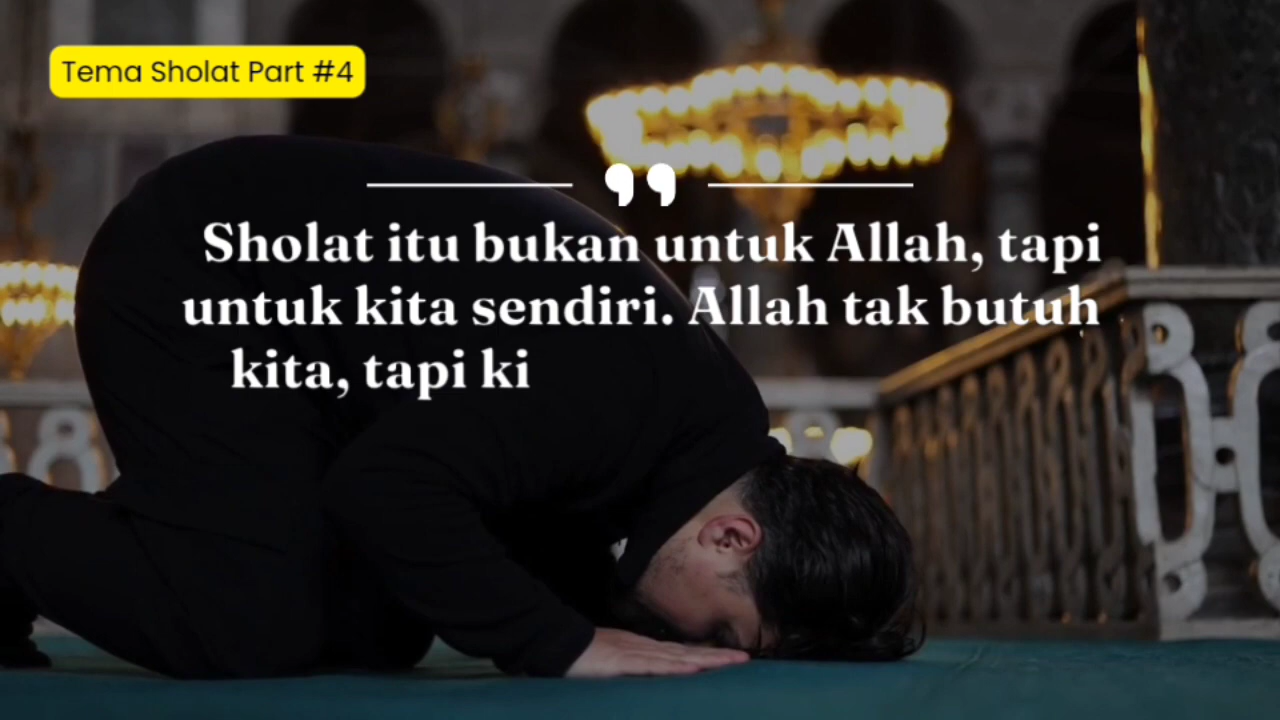 Tema Sholat Part #4
Sholat itu bukan untuk Allah, tapi
untuk kita sendiri. Allah tak butuh
kita, tapi ki